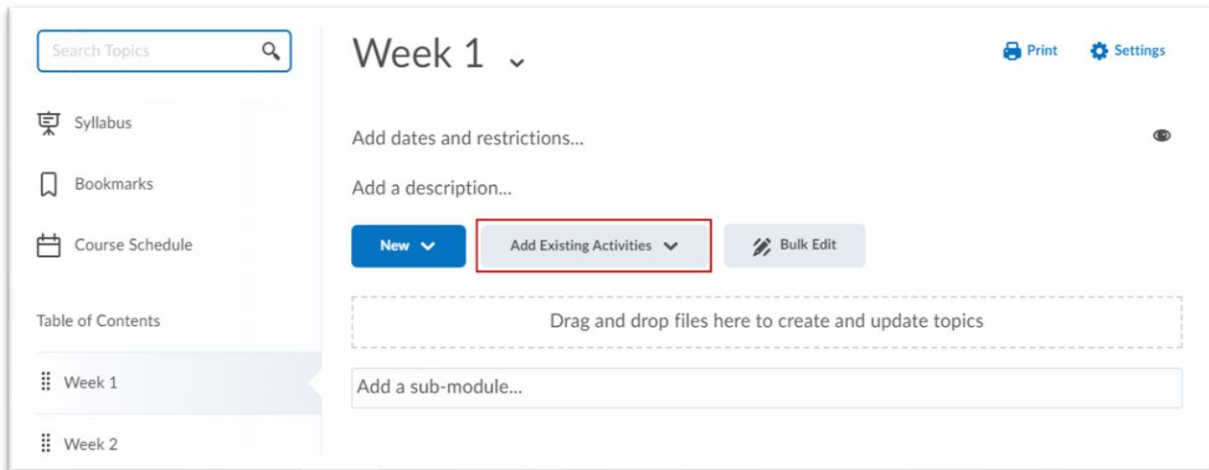 Search Topics
Syllabus
Bookmarks
Course Schedule
Table of Contents
Week 1
Week 2
Week 1
Print
Settings
Add dates and restrictions...
Add a description...
New
Add Existing Activities
Bulk Edit
Drag and drop files here to create and update topics
Add a sub-module...